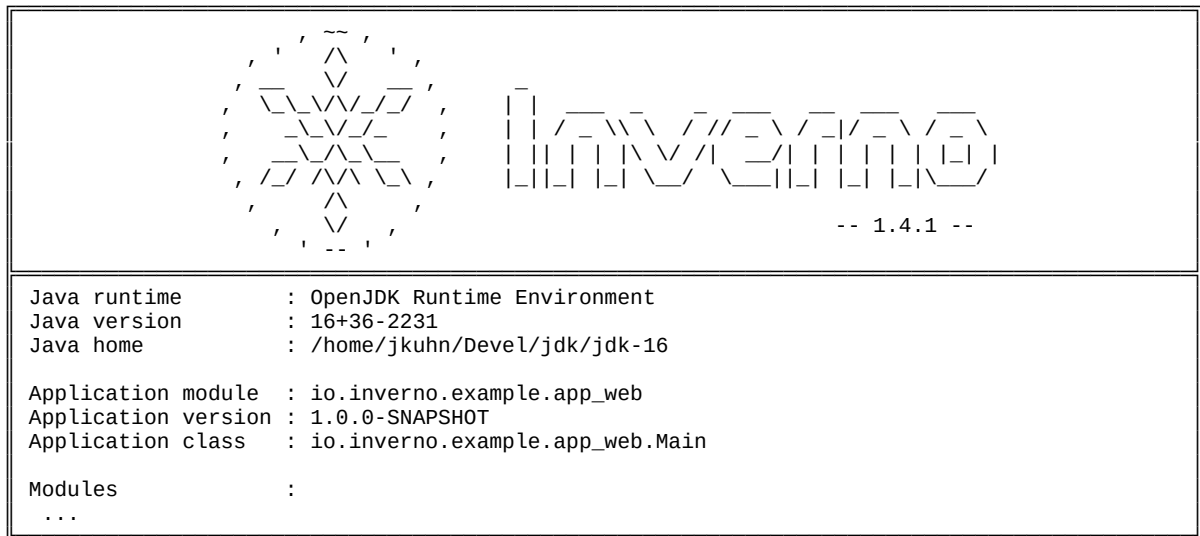 Inverno
-- 1.4.1 --
Java runtime : OpenJDK Runtime Environment
Java version : 16+36-2231
Java home : /home/jkuhn/Devel/jdk/jdk-16
Application module : io.inverno.example.app_web
Application version : 1.0.0-SNAPSHOT
Application class : io.inverno.example.app_web.Main
Modules :
...